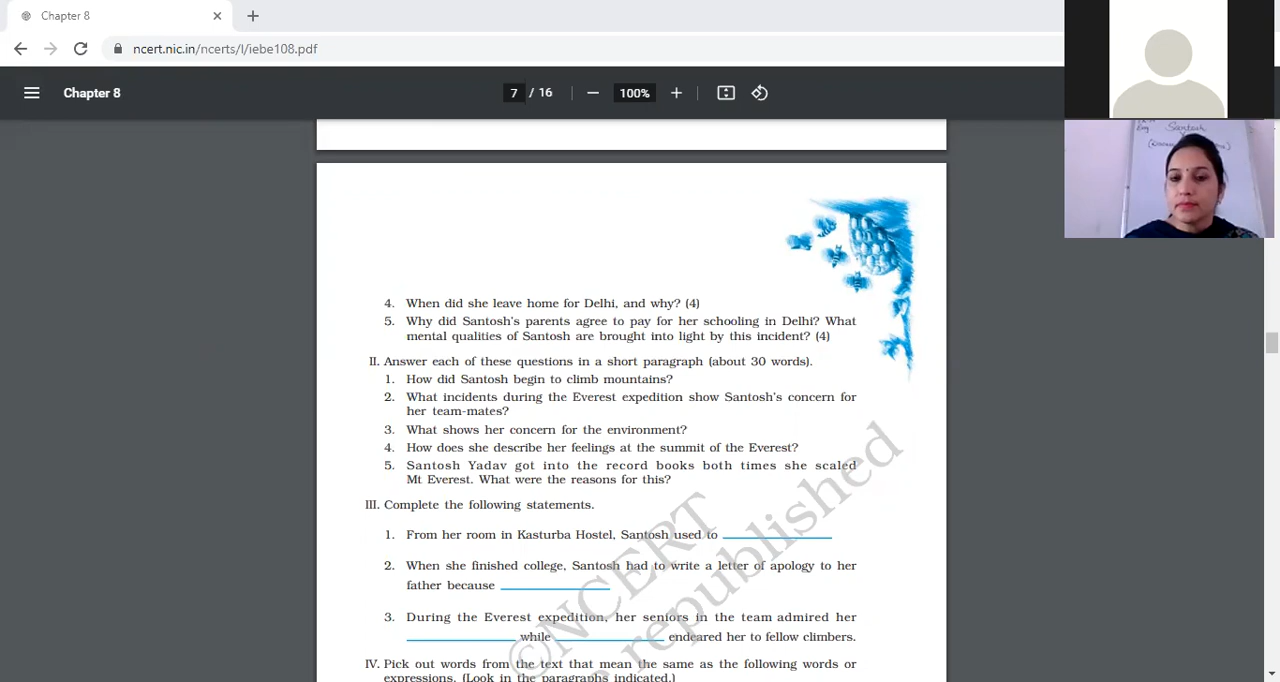 Chapter 8
ncert.nic.in/ncerts/l/iebe108.pdf
Chapter 8
7 / 16
100%
4. When did she leave home for Delhi, and why? (4)
5. Why did Santosh's parents agree to pay for her schooling in Delhi? What
mental qualities of Santosh are brought into light by this incident? (4)
II. Answer each of these questions in a short paragraph (about 30 words).
1. How did Santosh begin to climb mountains?
2. What incidents during the Everest expedition show Santosh's concern for
her team-mates?
3. What shows her concern for the environment?
4. How does she describe her feelings at the summit of the Everest?
5. Santosh Yadav got into the record books both times she scaled
Mt Everest. What were the reasons for this?
III. Complete the following statements.
1. From her room in Kasturba Hostel, Santosh used to
2. When she finished college, Santosh had to write a letter of apology to her
father because
3. During the Everest expedition, her seniors in the team admired her
while endeared her to fellow climbers.
IV. Pick out words from the text that mean the same as the following words or
expressions. (Look in the paragraphs indicated.)
©NCERT
republished
Santosh